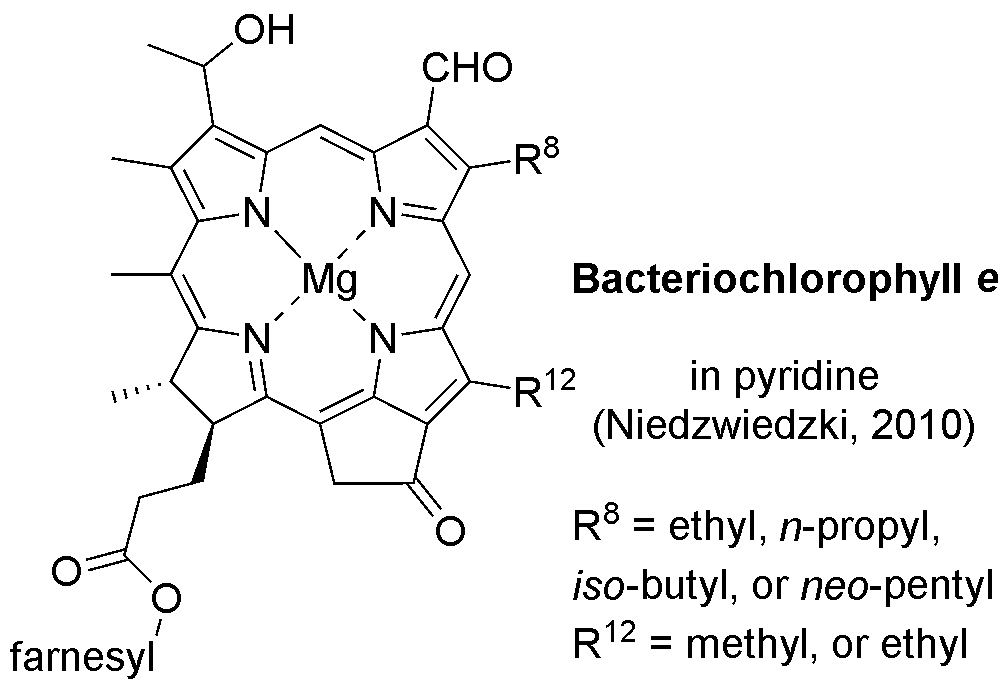 OH
CHO
R8
N
N
Mg
Bacteriochlorophyll e
N
N
R12
in pyridine
(Niedzwiedzki, 2010)
O
R8 = ethyl, n-propyl,
iso-butyl, or neo-pentyl
R12 = methyl, or ethyl
O
O
farnesyl